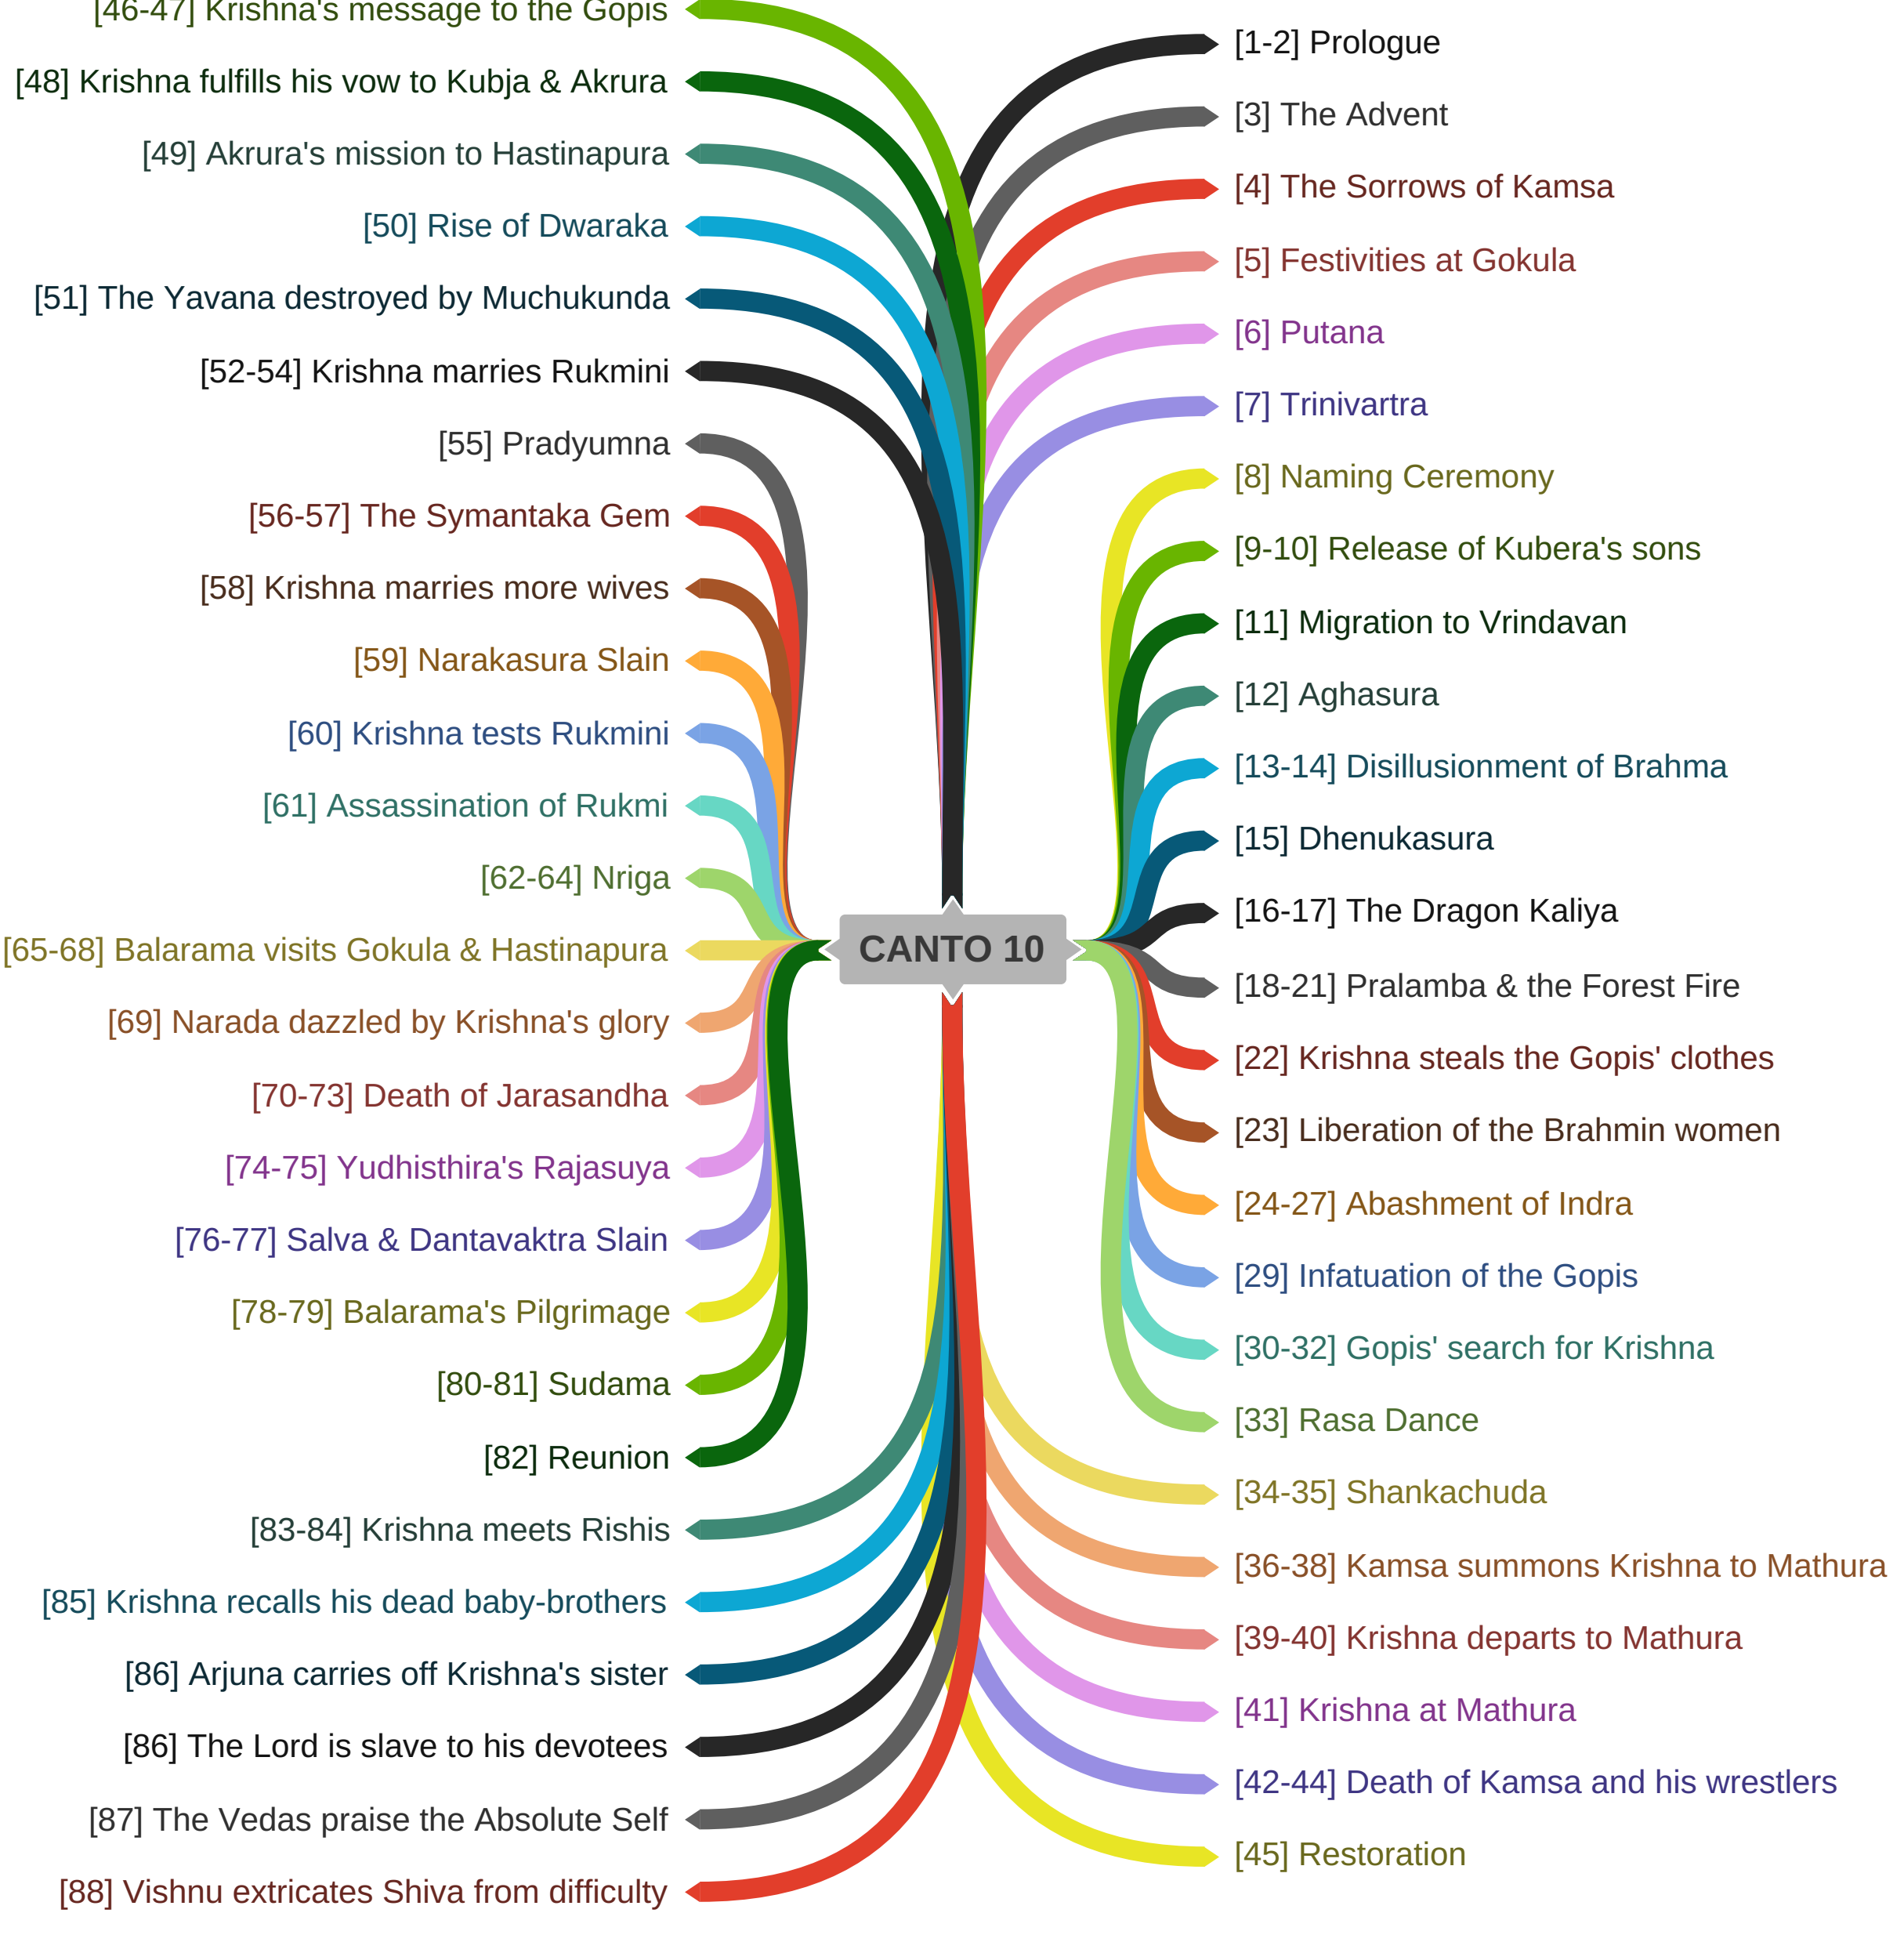 [46-47] Krishna's message to the Gopis
[48] Krishna fulfills his vow to Kubja & Akrura
[49] Akrura's mission to Hastinapura
[50] Rise of Dwaraka
[51] The Yavana destroyed by Muchukunda
[52-54] Krishna marries Rukmini
[55] Pradyumna
[56-57] The Symantaka Gem
[58] Krishna marries more wives
[59] Narakasura Slain
[60] Krishna tests Rukmini
[61] Assassination of Rukmi
[62-64] Nriga
[65-68] Balarama visits Gokula & Hastinapura
[69] Narada dazzled by Krishna's glory
[70-73] Death of Jarasandha
[74-75] Yudhisthira's Rajasuya
[76-77] Salva & Dantavaktra Slain
[78-79] Balarama's Pilgrimage
[80-81] Sudama
[82] Reunion
[83-84] Krishna meets Rishis
[85] Krishna recalls his dead baby-brothers
[86] Arjuna carries off Krishna's sister
[86] The Lord is slave to his devotees
[87] The Vedas praise the Absolute Self
[88] Vishnu extricates Shiva from difficulty
CANTO 10
[1-2] Prologue
[3] The Advent
[4] The Sorrows of Kamsa
[5] Festivities at Gokula
[6] Putana
[7] Trinivartra
[8] Naming Ceremony
[9-10] Release of Kubera's sons
[11] Migration to Vrindavan
[12] Aghasura
[13-14] Disillusionment of Brahma
[15] Dhenukasura
[16-17] The Dragon Kaliya
[18-21] Pralamba & the Forest Fire
[22] Krishna steals the Gopis' clothes
[23] Liberation of the Brahmin women
[24-27] Abashment of Indra
[29] Infatuation of the Gopis
[30-32] Gopis' search for Krishna
[33] Rasa Dance
[34-35] Shankachuda
[36-38] Kamsa summons Krishna to Mathura
[39-40] Krishna departs to Mathura
[41] Krishna at Mathura
[42-44] Death of Kamsa and his wrestlers
[45] Restoration